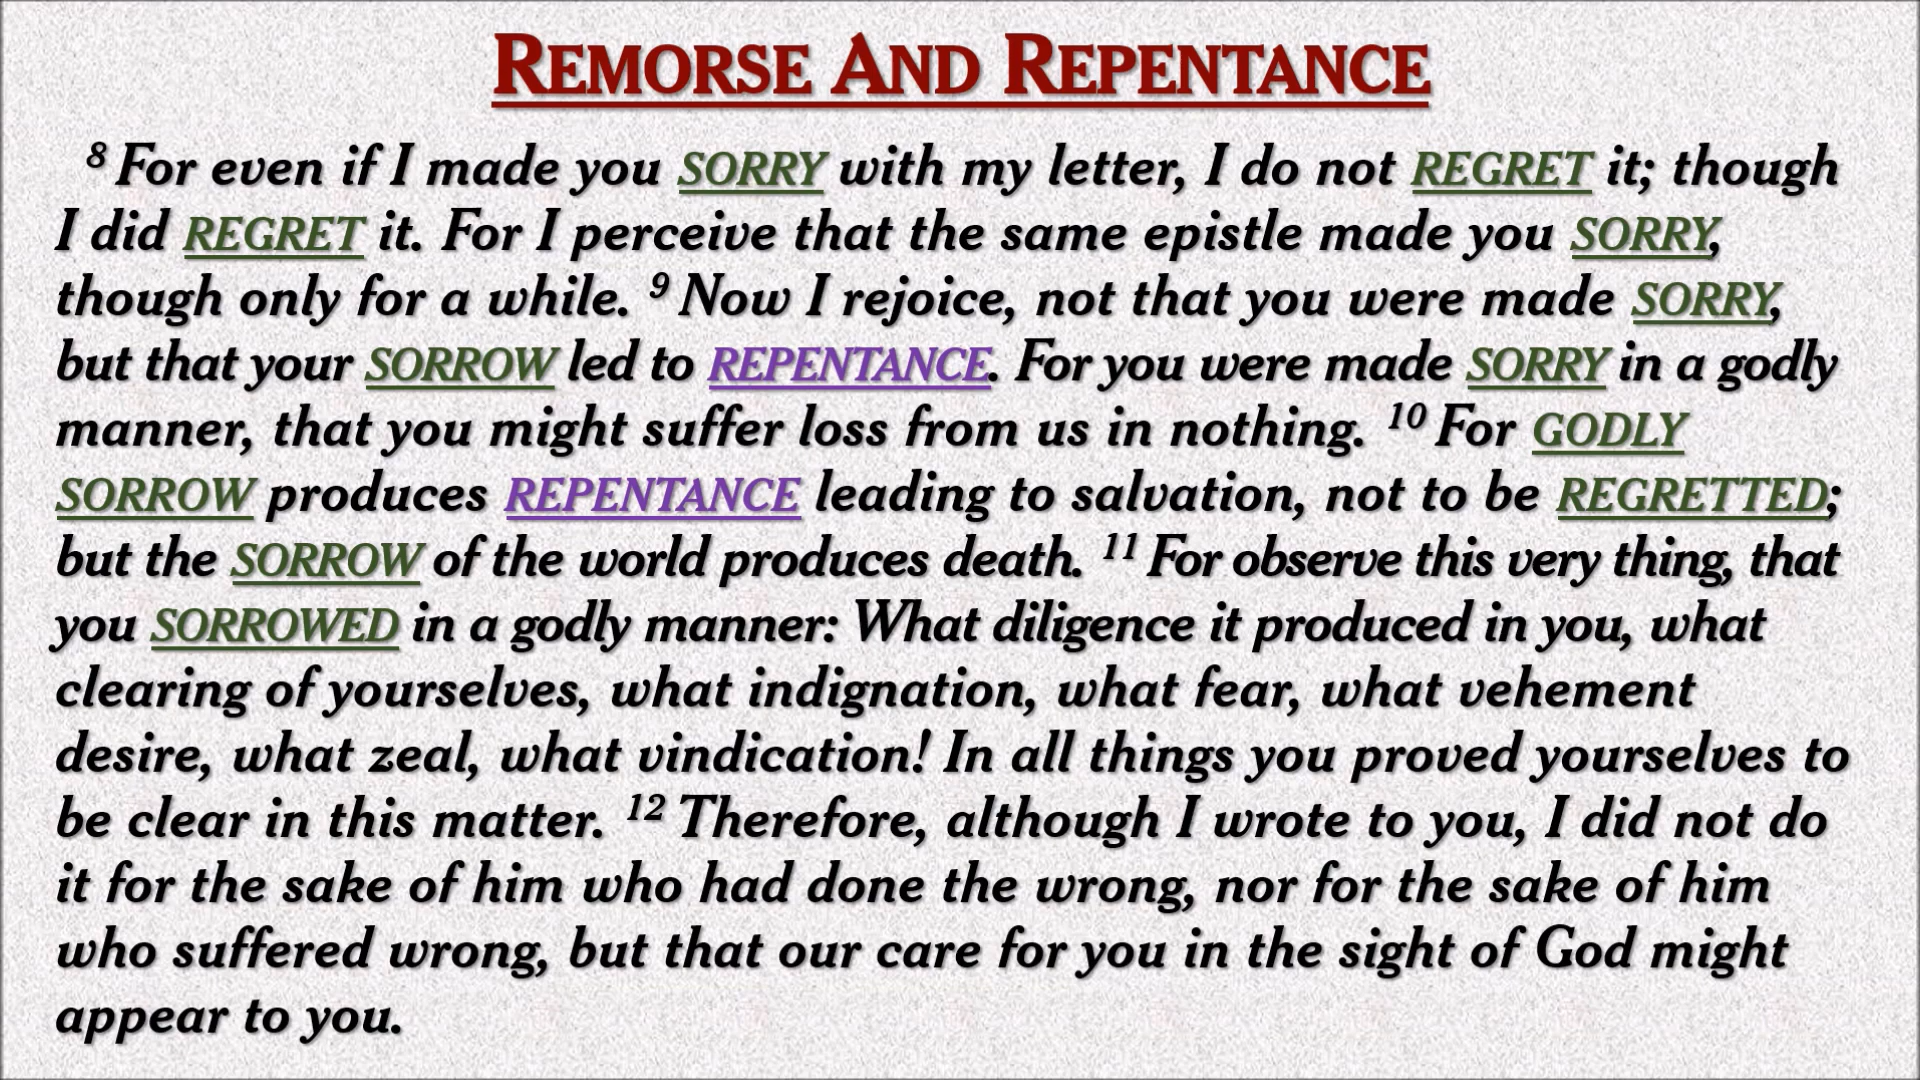 REMORSE AND REPENTANCE
8 For even if I made you SORRY with my letter, I do not REGRET it; though
I did REGRET it. For I perceive that the same epistle made you SORRY,
though only for a while. 9 Now I rejoice, not that you were made SORRY,
but that your SORROW led to REPENTANCE. For you were made SORRY in a godly
manner, that you might suffer loss from us in nothing. 10 For GODLY
SORROW produces REPENTANCE leading to salvation, not to be REGRETTED;
but the SORROW of the world produces death. 11 For observe this very thing, that
you SORROWED in a godly manner: What diligence it produced in you, what
clearing of yourselves, what indignation, what fear, what vehement
desire, what zeal, what vindication! In all things you proved yourselves to
be clear in this matter. 12 Therefore, although I wrote to you, I did not do
it for the sake of him who had done the wrong, nor for the sake of him
who suffered wrong, but that our care for you in the sight of God might
appear to you.